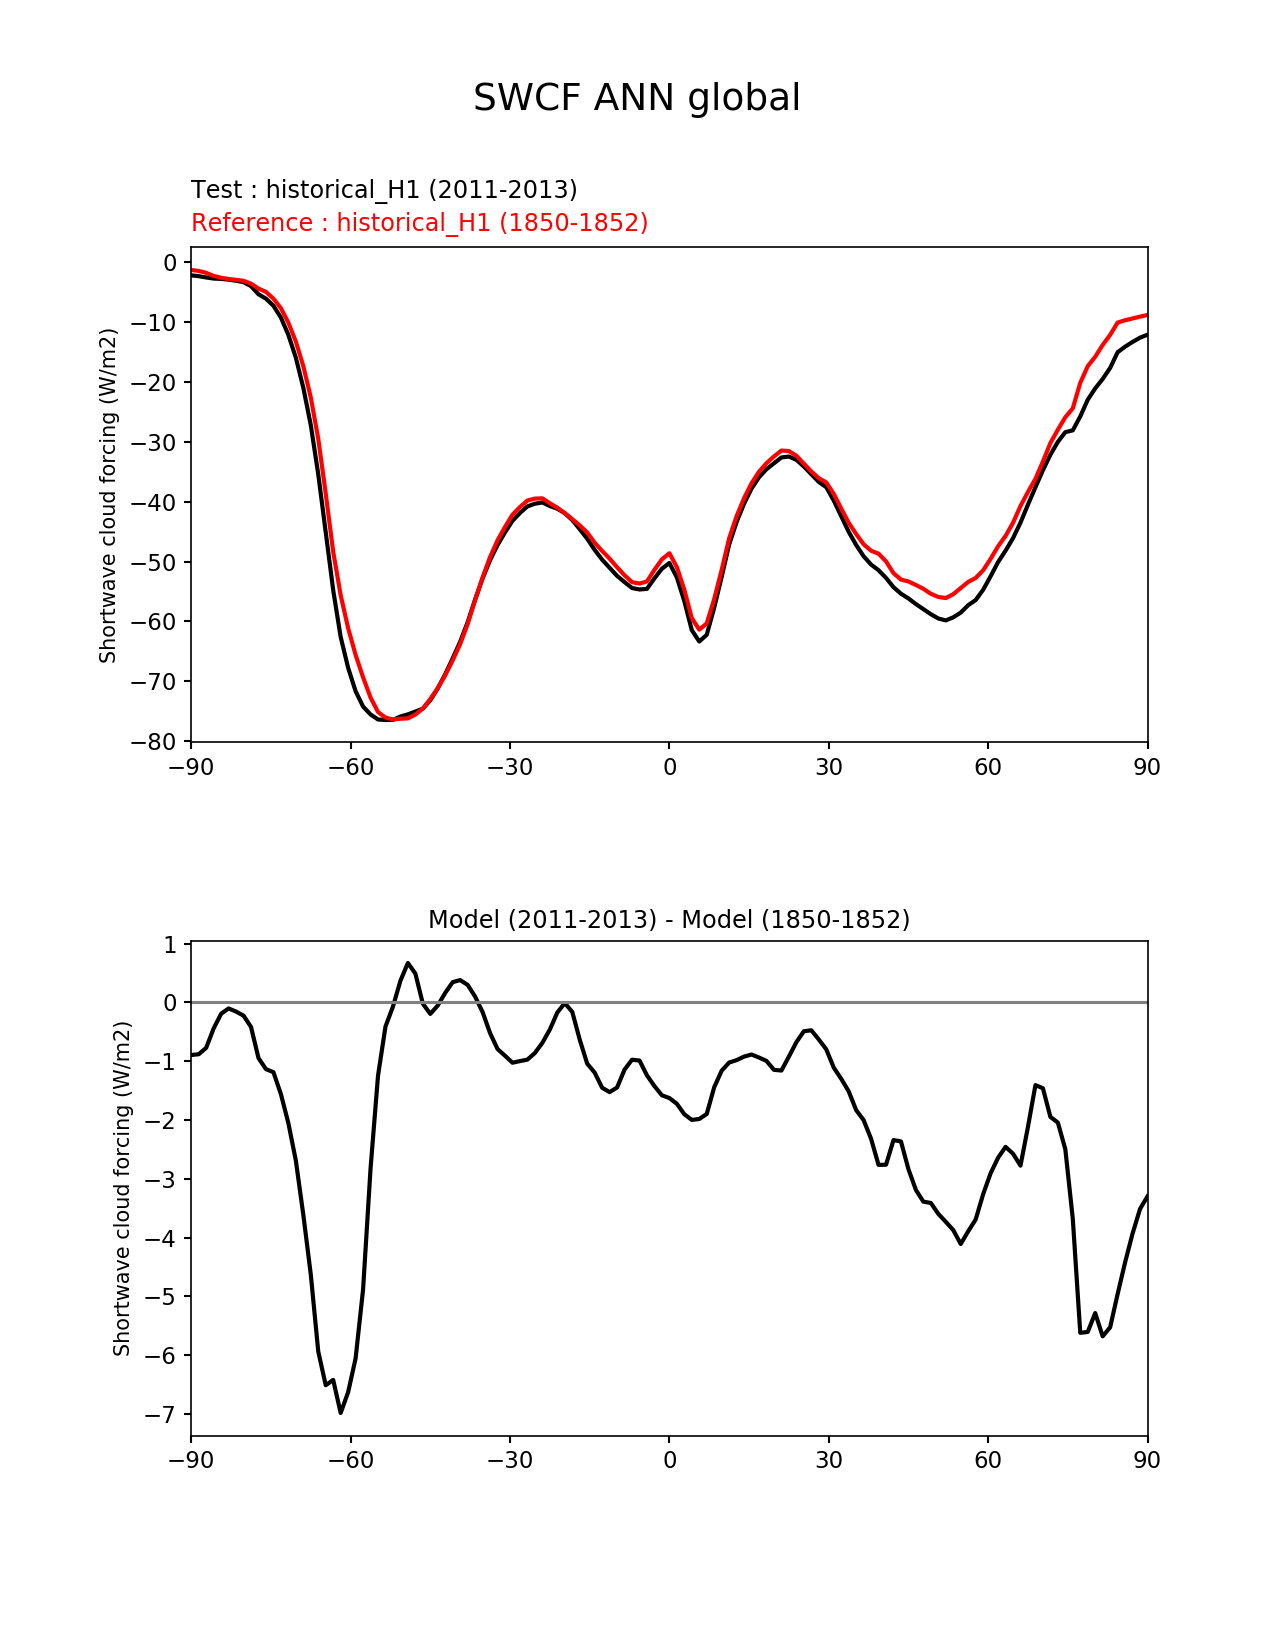 SWCF ANN global
Test : historical_H1 (2011-2013)
Reference : historical_H1 (1850-1852)
Shortwave cloud forcing (W/m2)
0
−10
−20
−30
−40
−50
−60
−70
−80
−90 −60 −30 0 30 60 90
Model (2011-2013) - Model (1850-1852)
Shortwave cloud forcing (W/m2)
1
0
−1
−2
−3
−4
−5
−6
−7
−90 −60 −30 0 30 60 90